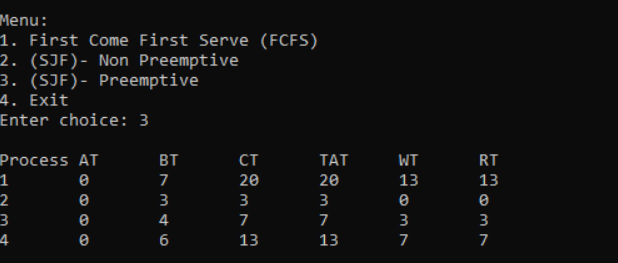 Menu:
1. First Come First Serve (FCFS)
2. (SJF)- Non Preemptive
3. (SJF)- Preemptive
4. Exit
Enter choice: 3
Process AT BT CT TAT WT RT
1 0 7 20 20 13 13
2 0 3 3 3 0 0
3 0 4 7 7 3 3
4 0 6 13 13 7 7